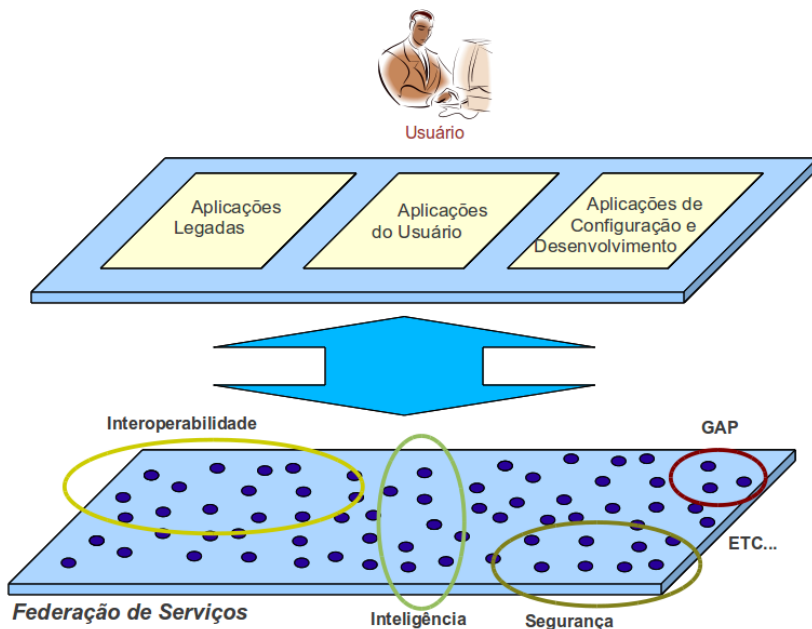 Usuário
Aplicações
Legadas
Aplicações
do Usuário
Aplicações de
Configuração e
Desenvolvimento
Interoperabilidade
GAP
ETC...
Federação de Serviços
Inteligência
Segurança